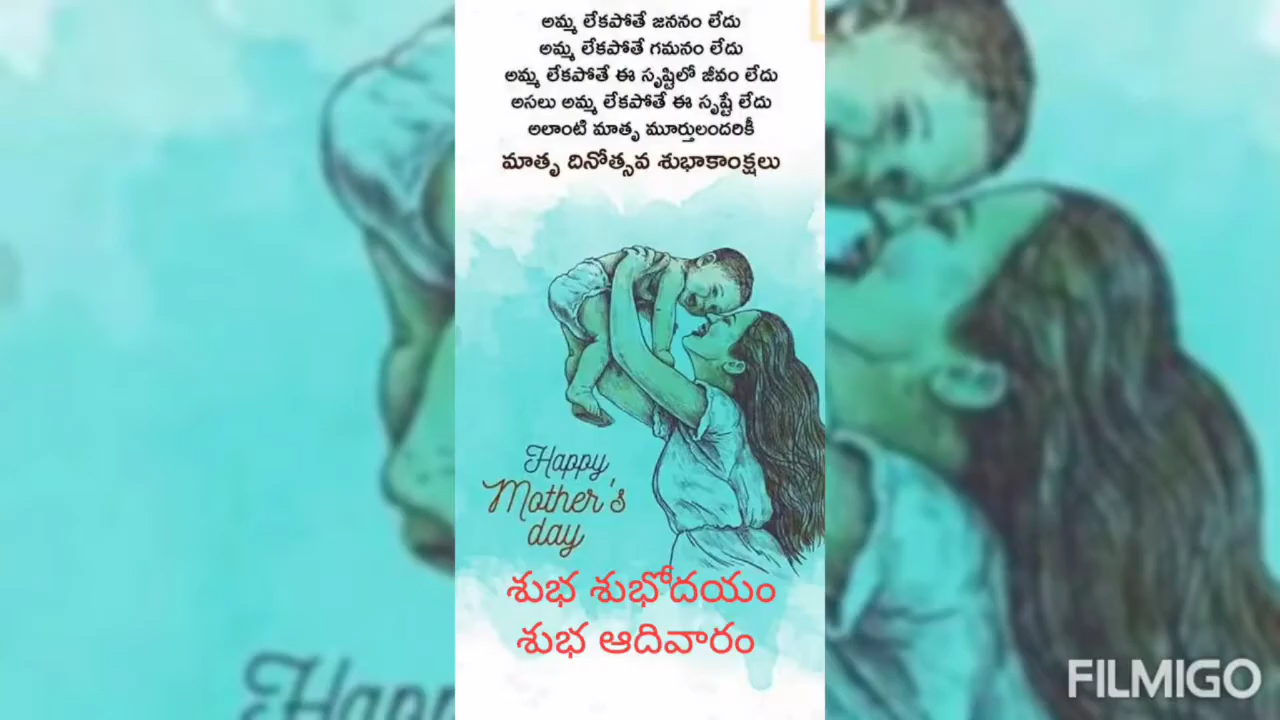 అమ్మ లేకపోతే జననం లేదు
అమ్మ లేకపోతే గమనం లేదు
అమ్మ లేకపోతే ఈ సృష్టిలో జీవం లేదు
అసలు అమ్మ లేకపోతే ఈ సృష్టే లేదు
అలాంటి మాతృ మూర్తులందరికీ
మాతృ దినోత్సవ శుభాకాంక్షలు
Happy
Mother's
day
శుభ శుభోదయం
శుభ ఆదివారం
Happy
FILMIGO